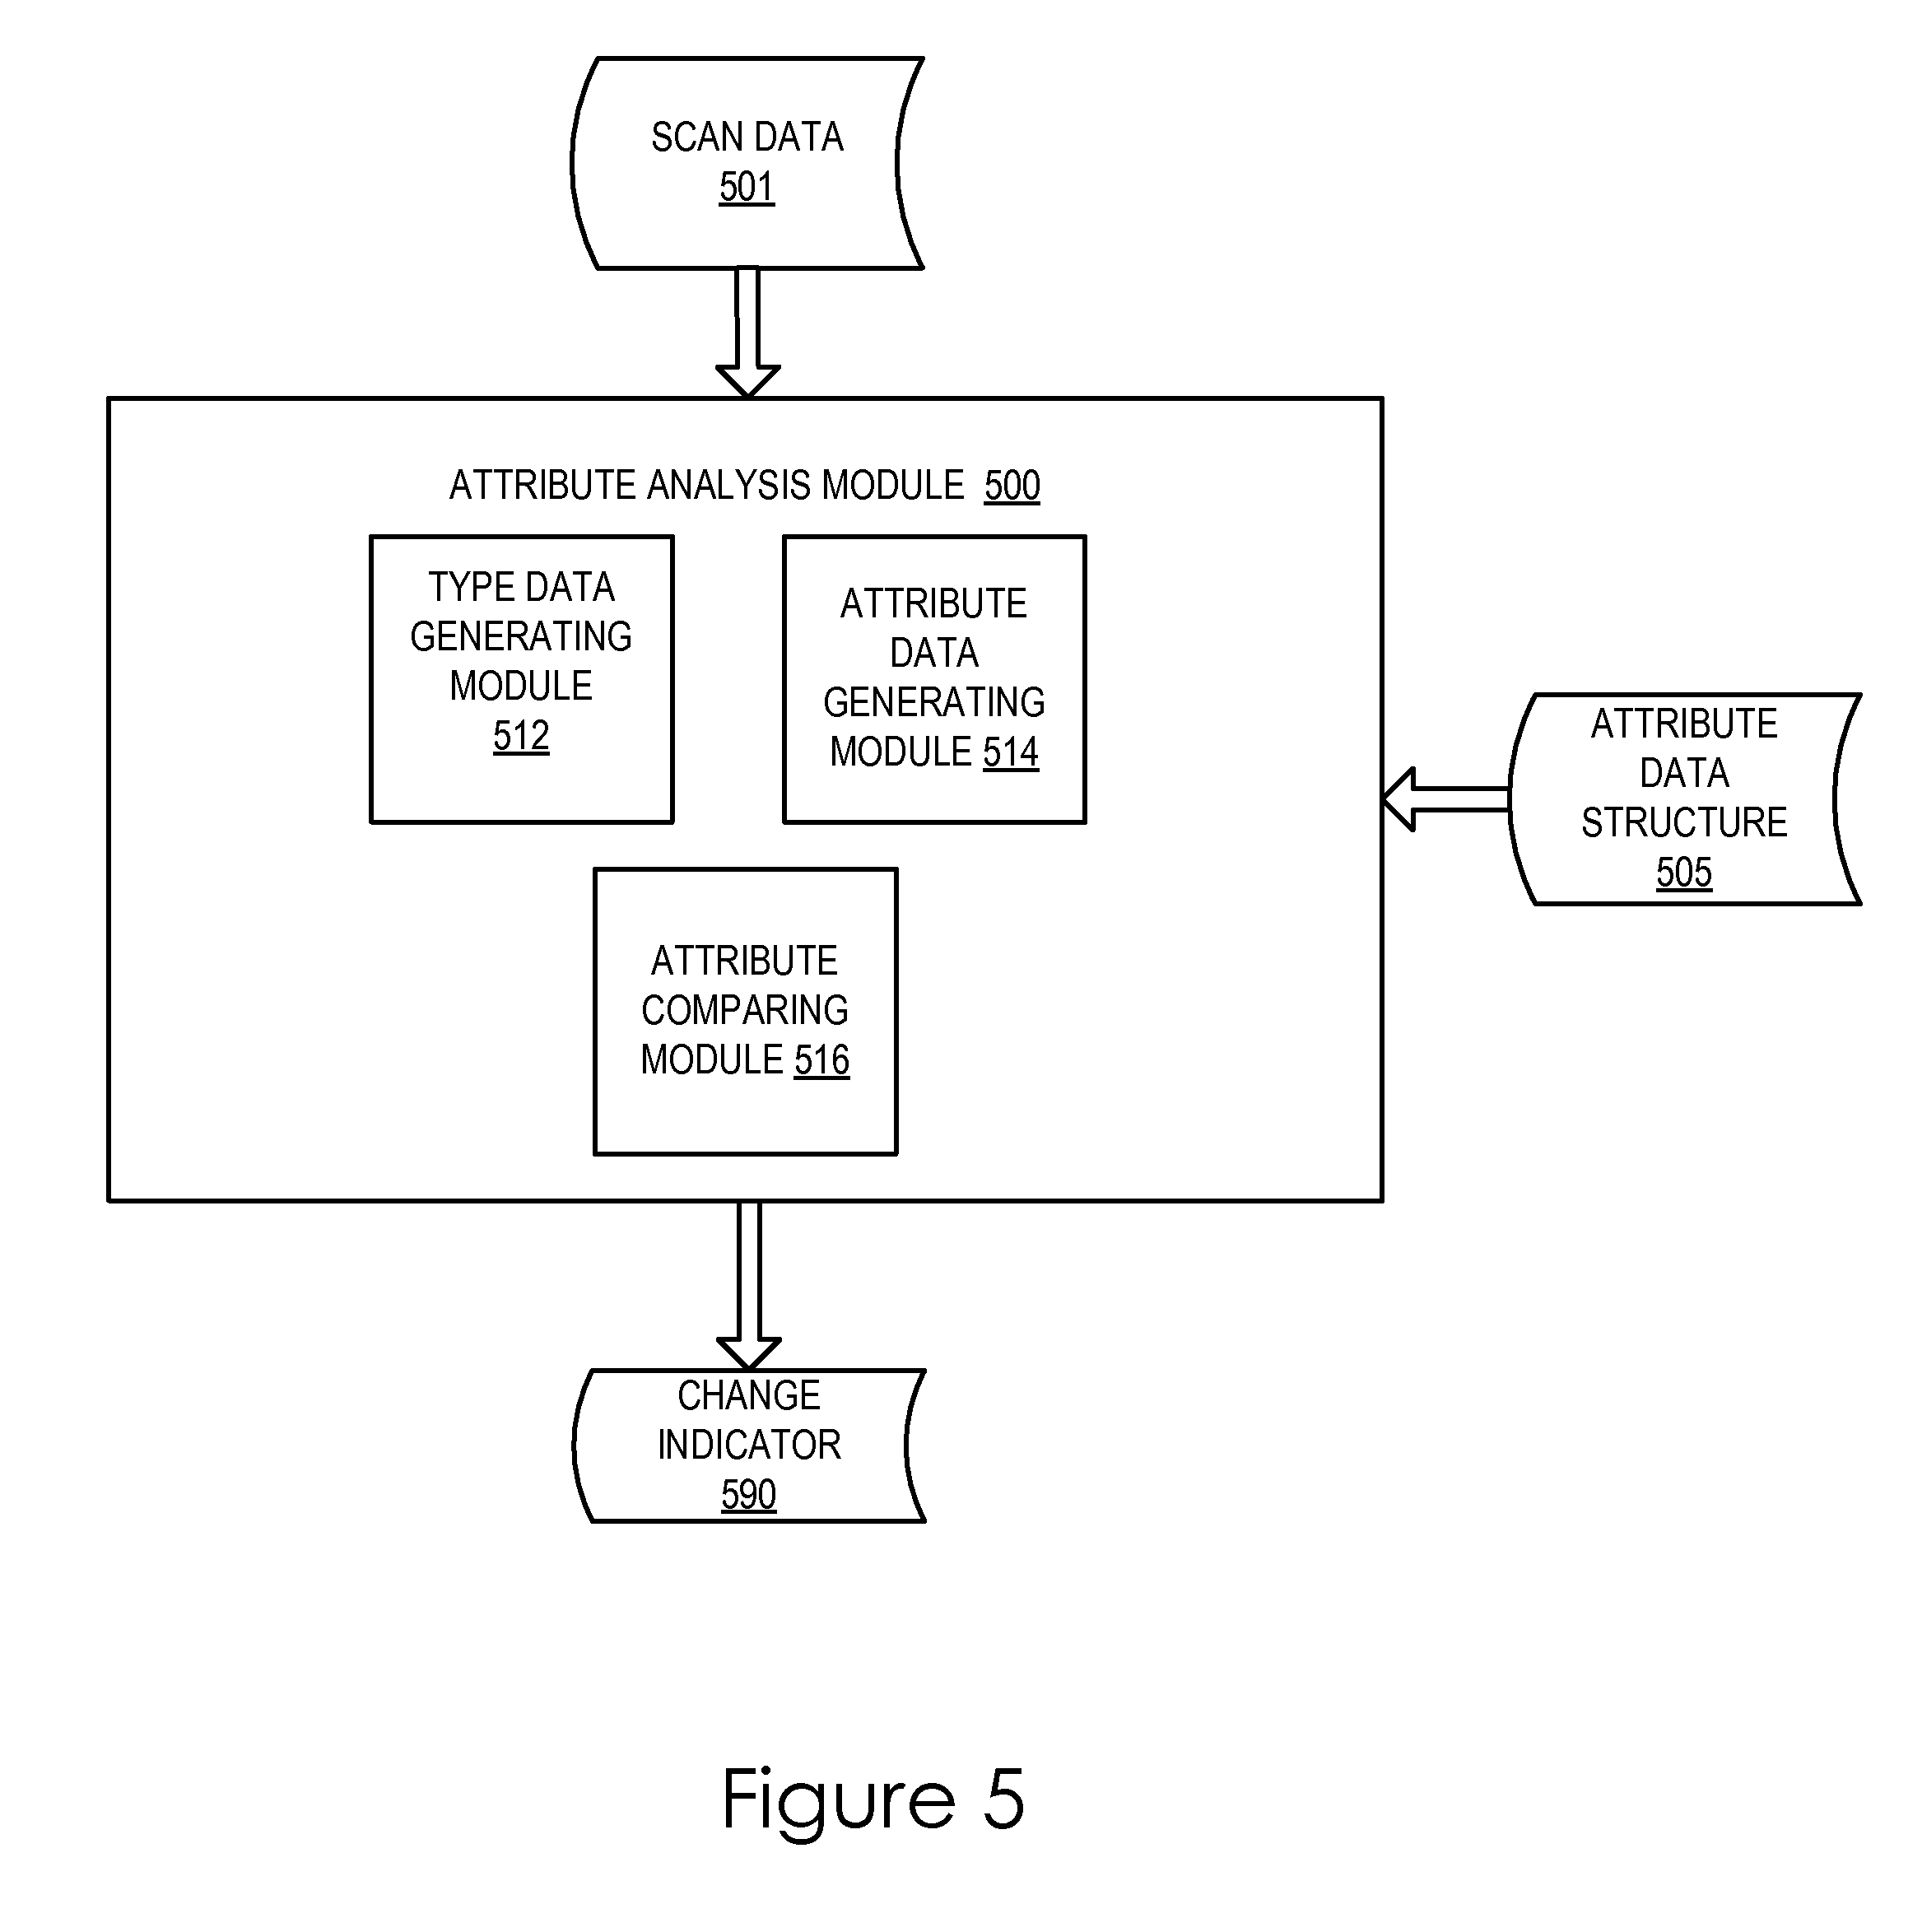 SCAN DATA
501
ATTRIBUTE ANALYSIS MODULE 500
TYPE DATA
GENERATING
MODULE
512
ATTRIBUTE
DATA
GENERATING
MODULE 514
ATTRIBUTE
DATA
STRUCTURE
505
ATTRIBUTE
COMPARING
MODULE 516
CHANGE
INDICATOR
590
Figure 5